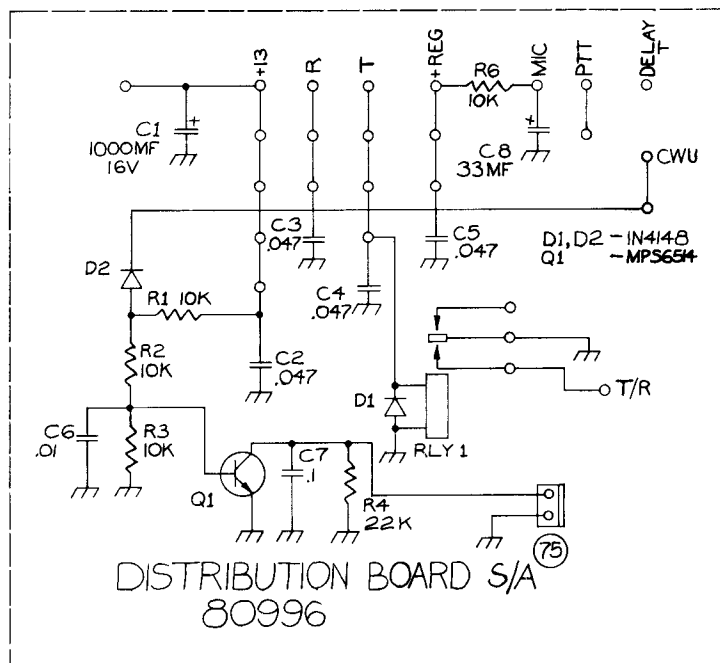 +13
R
T
+REG
R6
10K
MIC
PTT
DELAY T
C1
1000MF
16V
+
+
C8
33MF
CWU
D1, D2 - IN4148
Q1 - MPS6514
C3
.047
C5
.047
D2
R1 10K
C4
.047
R2
10K
C2
.047
D1
T/R
C6
.01
R3
10K
RLY 1
Q1
C7
.1
R4
22K
75
DISTRIBUTION BOARD S/A
80996